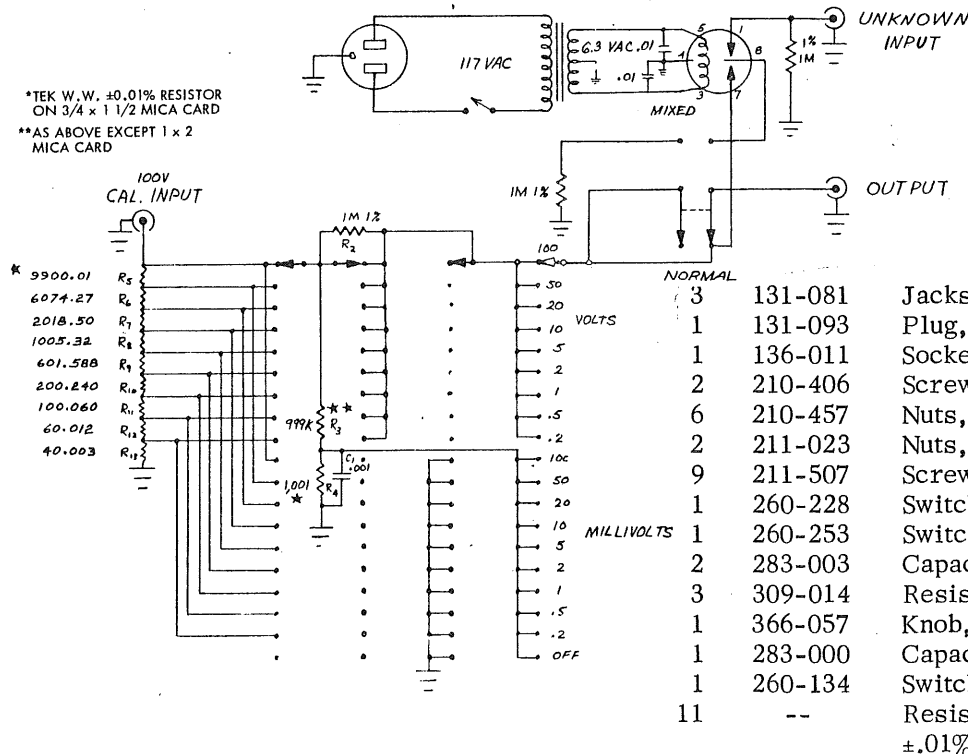 UNKNOWN
INPUT
5
1
1%
1M
6.3 VAC
.01
4
8
117 VAC
.01
3
7
MIXED
*TEK W.W. ±0.01% RESISTOR
ON 3/4 x 1 1/2 MICA CARD
**AS ABOVE EXCEPT 1 x 2
MICA CARD
100V
CAL. INPUT
1M 1%
OUTPUT
1M 1%
R2
100
NORMAL
★ 9900.01 R5
6074.27 R6
2018.50 R7
1005.32 R8
601.588 R9
200.240 R10
100.060 R11
60.012 R12
40.003 R13
50
20
VOLTS
10
5
2
1
.5
.2
999K ★★ R3
C1
.001
1,001 R4
★
100
50
20
10
MILLIVOLTS
5
2
1
.5
.2
OFF
3 131-081 Jacks
1 131-093 Plug,
1 136-011 Socke
2 210-406 Screw
6 210-457 Nuts,
2 211-023 Nuts,
9 211-507 Screw
1 260-228 Switc
1 260-253 Switc
2 283-003 Capac
3 309-014 Resis
1 366-057 Knob,
1 283-000 Capac
1 260-134 Switc
11 -- Resis
±.01%